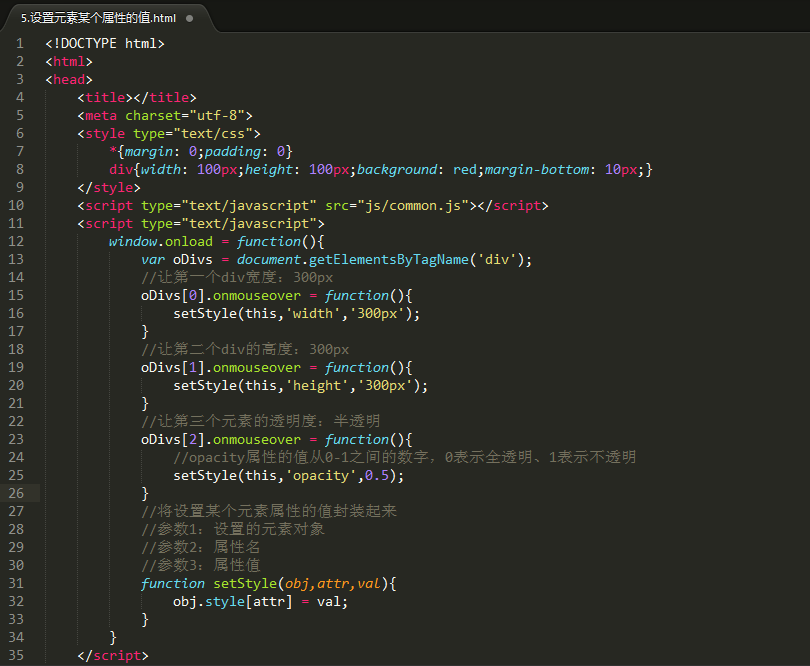 5.设置元素某个属性的值.html
1 <!DOCTYPE html>
2 <html>
3 <head>
4     <title></title>
5     <meta charset="utf-8">
6     <style type="text/css">
7         *{margin: 0;padding: 0}
8         div{width: 100px;height: 100px;background: red;margin-bottom: 10px;}
9     </style>
10     <script type="text/javascript" src="js/common.js"></script>
11     <script type="text/javascript">
12         window.onload = function(){
13             var oDivs = document.getElementsByTagName('div');
14             //让第一个div宽度：300px
15             oDivs[0].onmouseover = function(){
16                 setStyle(this,'width','300px');
17             }
18             //让第二个div的高度：300px
19             oDivs[1].onmouseover = function(){
20                 setStyle(this,'height','300px');
21             }
22             //让第三个元素的透明度：半透明
23             oDivs[2].onmouseover = function(){
24                 //opacity属性的值从0-1之间的数字，0表示全透明、1表示不透明
25                 setStyle(this,'opacity',0.5);
26             }
27             //将设置某个元素属性的值封装起来
28             //参数1：设置的元素对象
29             //参数2：属性名
30             //参数3：属性值
31             function setStyle(obj,attr,val){
32                 obj.style[attr] = val;
33             }
34         }
35     </script>